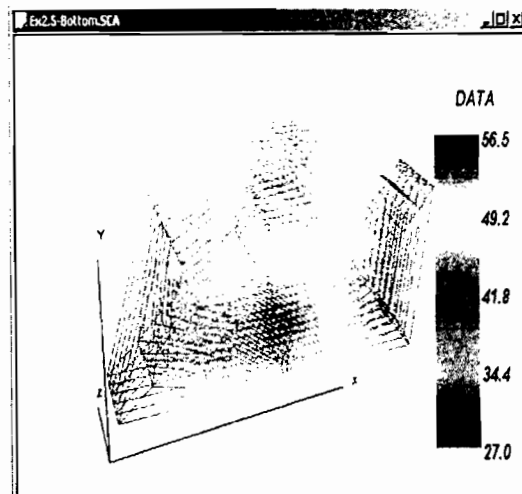 Ex2.5-Bottom.SCA
DATA
56.5
49.2
41.8
34.4
27.0
Y
X
Z